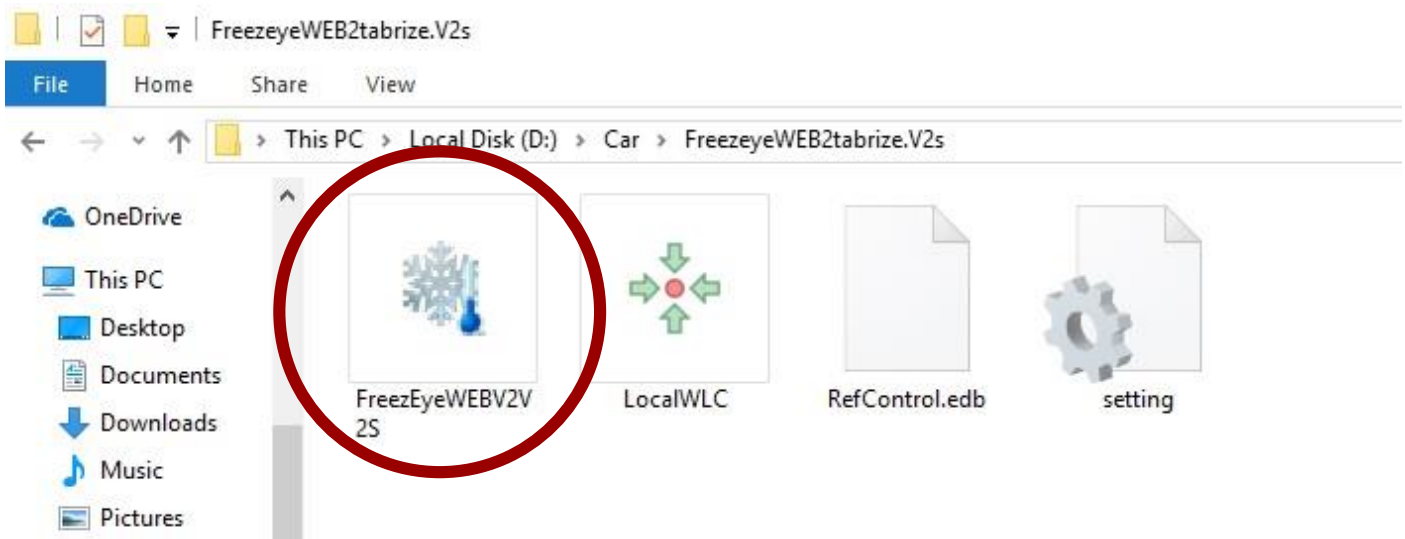 FreezeyeWEB2tabrize.V2s
File Home Share View
This PC > Local Disk (D:) > Car > FreezeyeWEB2tabrize.V2s
OneDrive
This PC
Desktop
Documents
Downloads
Music
Pictures
FreezEyeWEBV2V
2S
LocalWLC
RefControl.edb
setting